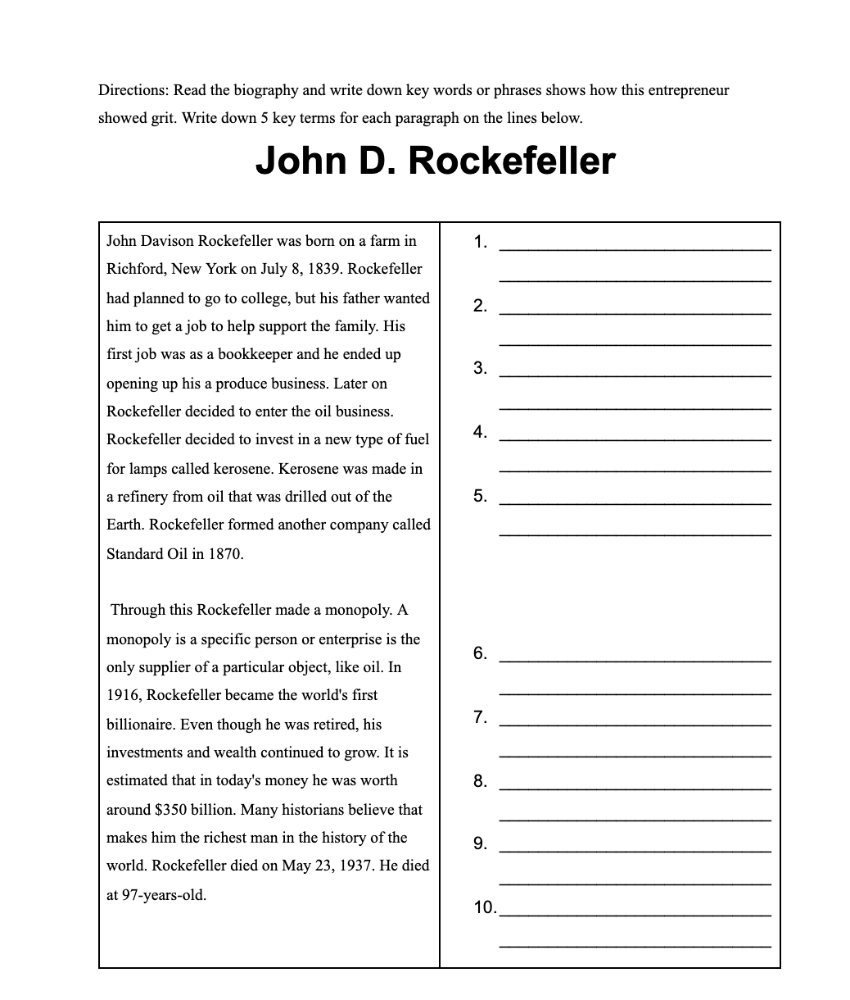 Directions: Read the biography and write down key words or phrases shows how this entrepreneur
showed grit. Write down 5 key terms for each paragraph on the lines below.
John D. Rockefeller
John Davison Rockefeller was born on a farm in
Richford, New York on July 8, 1839. Rockefeller
had planned to go to college, but his father wanted
him to get a job to help support the family. His
first job was as a bookkeeper and he ended up
opening up his a produce business. Later on
Rockefeller decided to enter the oil business.
Rockefeller decided to invest in a new type of fuel
for lamps called kerosene. Kerosene was made in
a refinery from oil that was drilled out of the
Earth. Rockefeller formed another company called
Standard Oil in 1870.
Through this Rockefeller made a monopoly. A
monopoly is a specific person or enterprise is the
only supplier of a particular object, like oil. In
1916, Rockefeller became the world's first
billionaire. Even though he was retired, his
investments and wealth continued to grow. It is
estimated that in today's money he was worth
around $350 billion. Many historians believe that
makes him the richest man in the history of the
world. Rockefeller died on May 23, 1937. He died
at 97-years-old.
1.
2.
3.
4.
5.
6.
7.
8.
9.
10.